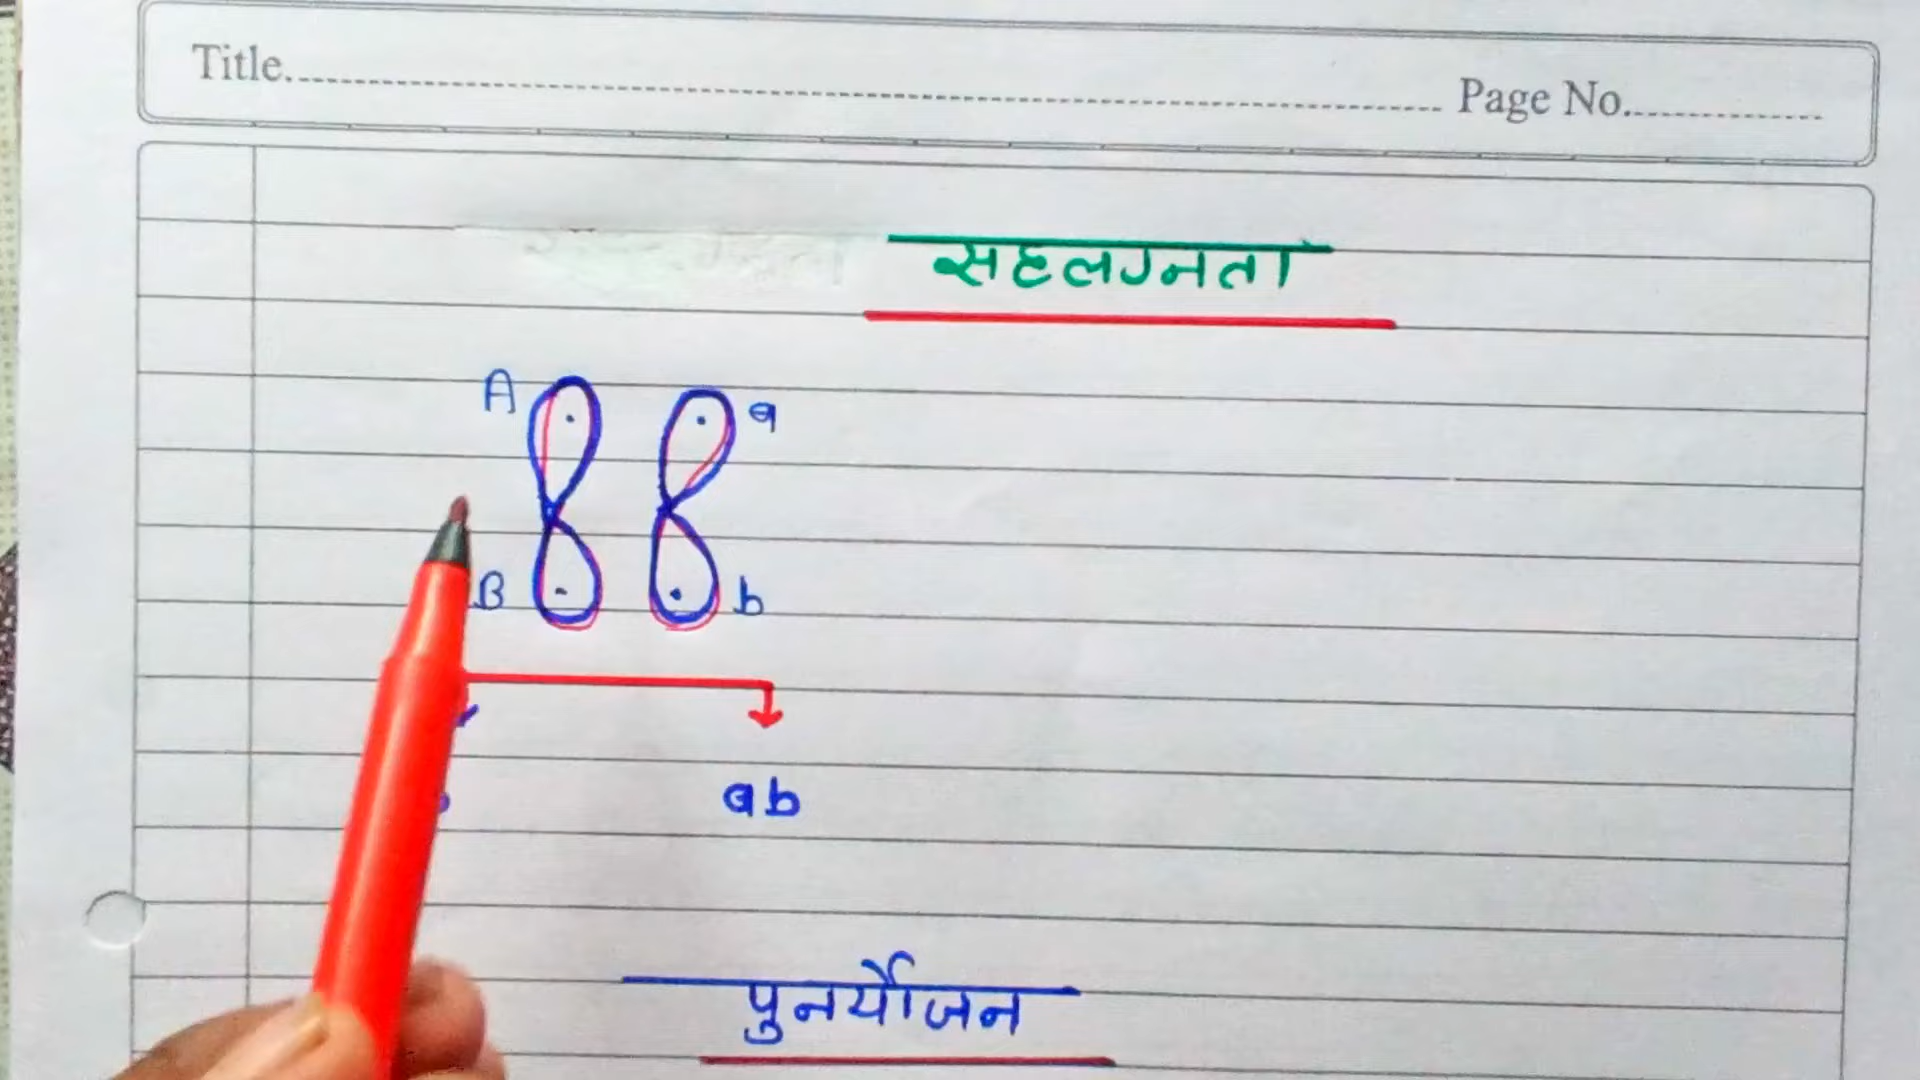 Title. Page No.
सहलग्नता
A a
B b
ab
पुनर्योजन